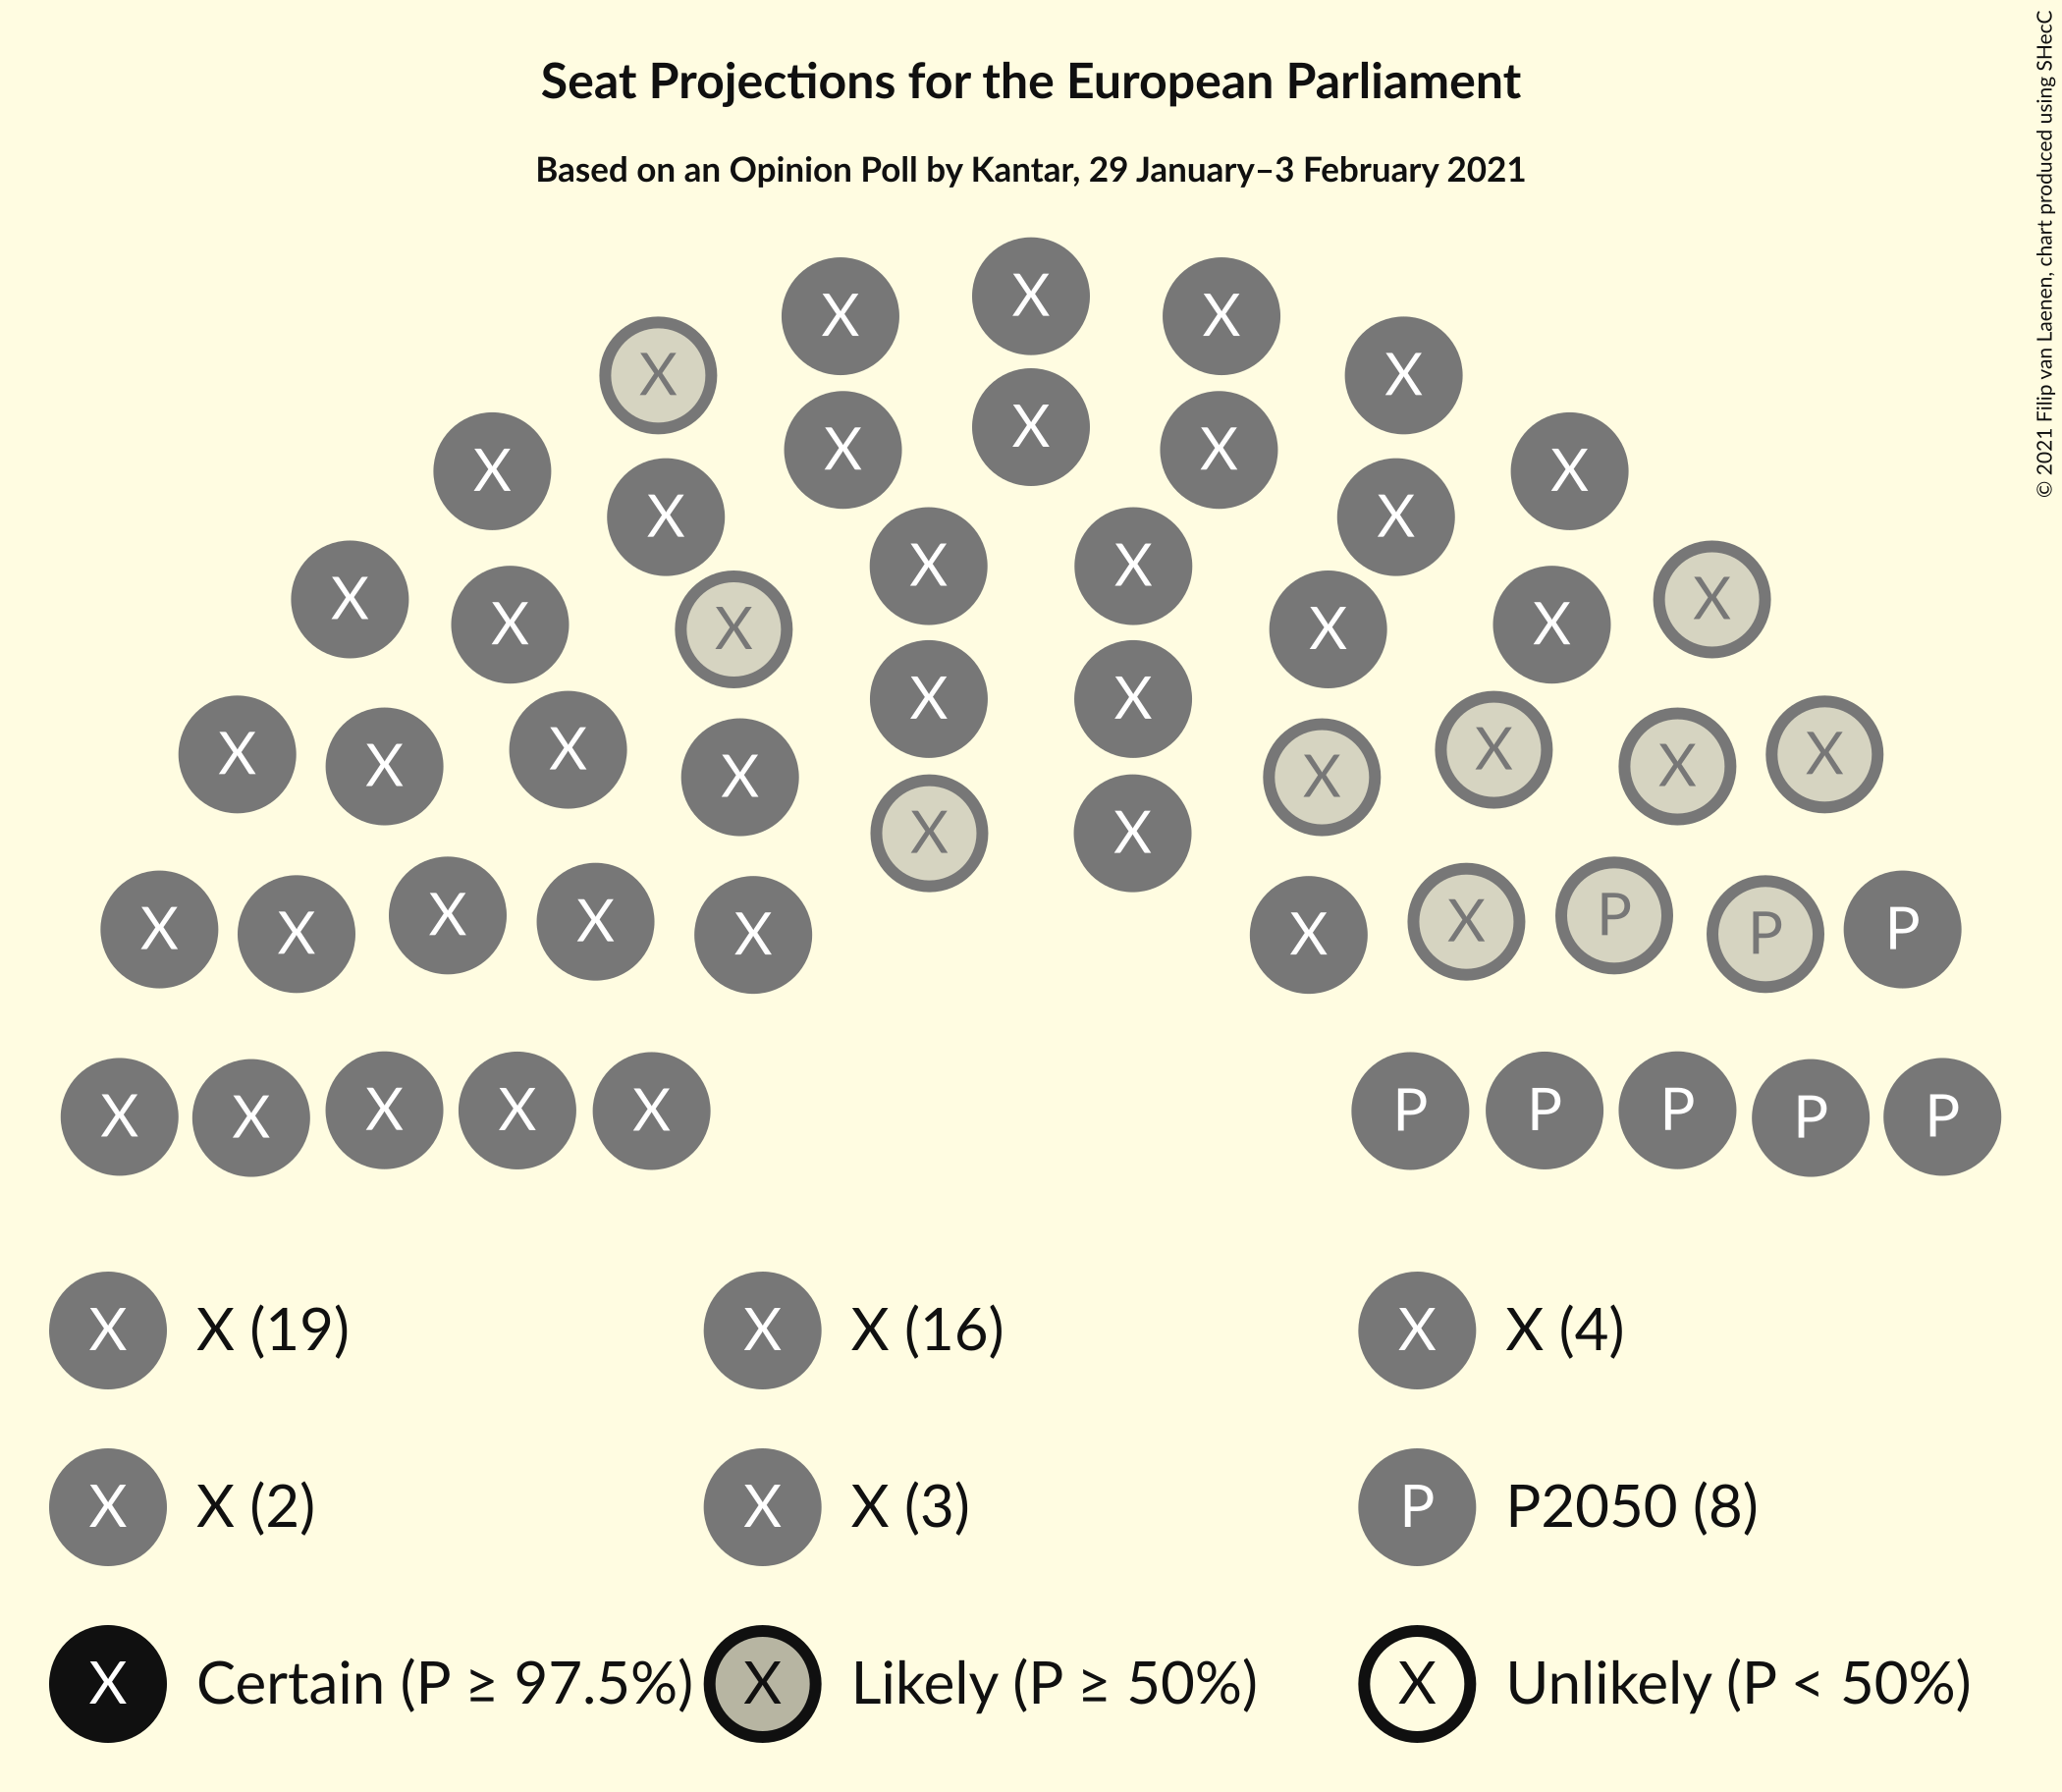 Seat Projections for the European Parliament
Based on an Opinion Poll by Kantar, 29 January–3 February 2021
© 2021 Filip van Laenen, chart produced using SHecC
X
X X
X X
X X X
X X
X X
X X X
X X X X X
X X X X
X X X X X X X X
X X
X X X X X X X P P P
X X X X X P P P P P
X X (19) X X (16) X X (4)
X X (2) X X (3) P P2050 (8)
X Certain (P ≥ 97.5%) X Likely (P ≥ 50%) X Unlikely (P < 50%)